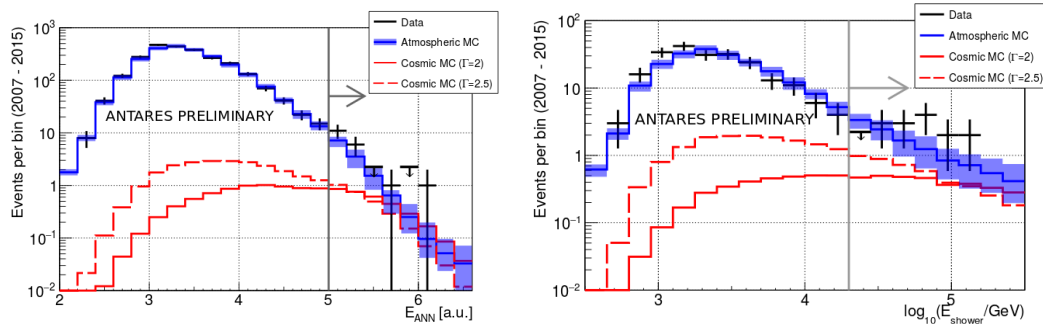 Events per bin (2007 - 2015)
10³
10²
10
1
10⁻¹
10⁻²
Data
Atmospheric MC
Cosmic MC (Γ=2)
Cosmic MC (Γ=2.5)
ANTARES PRELIMINARY
2 3 4 5 6
E_ANN [a.u.]
Events per bin (2007 - 2015)
10²
10
1
10⁻¹
10⁻²
Data
Atmospheric MC
Cosmic MC (Γ=2)
Cosmic MC (Γ=2.5)
ANTARES PRELIMINARY
3 4 5
log₁₀(E_shower/GeV)